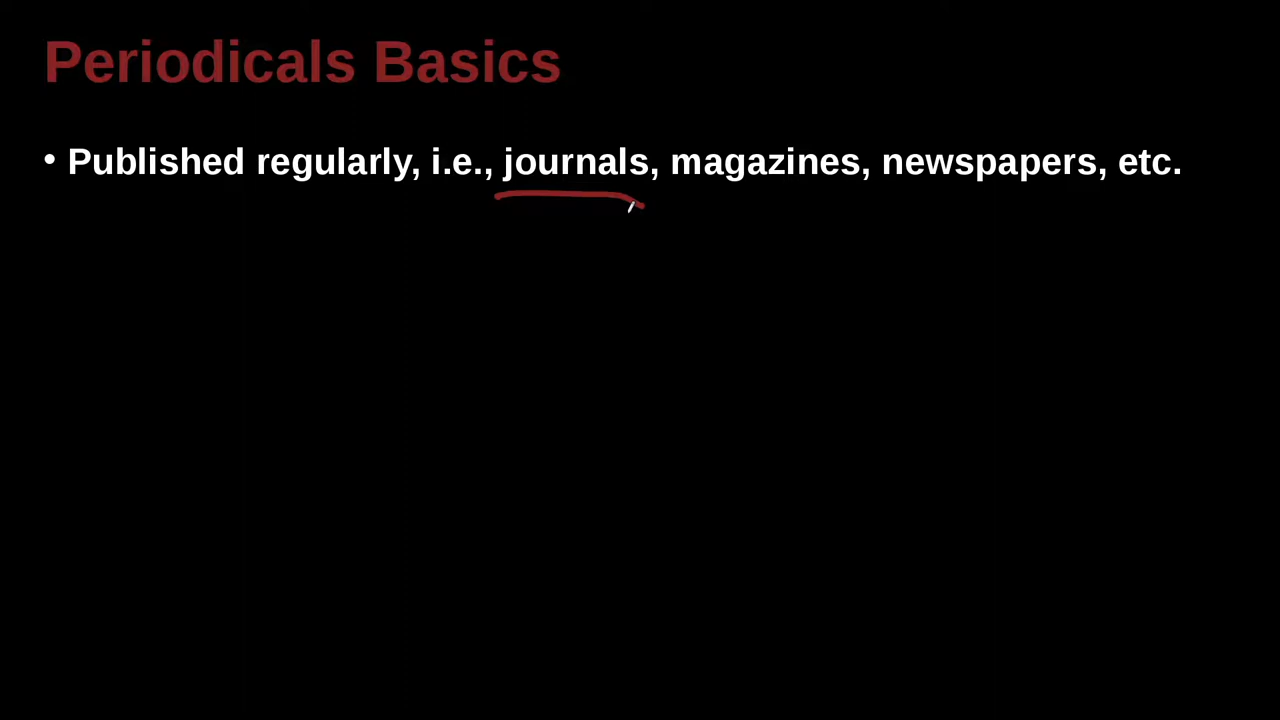 Periodicals Basics
• Published regularly, i.e., journals, magazines, newspapers, etc.